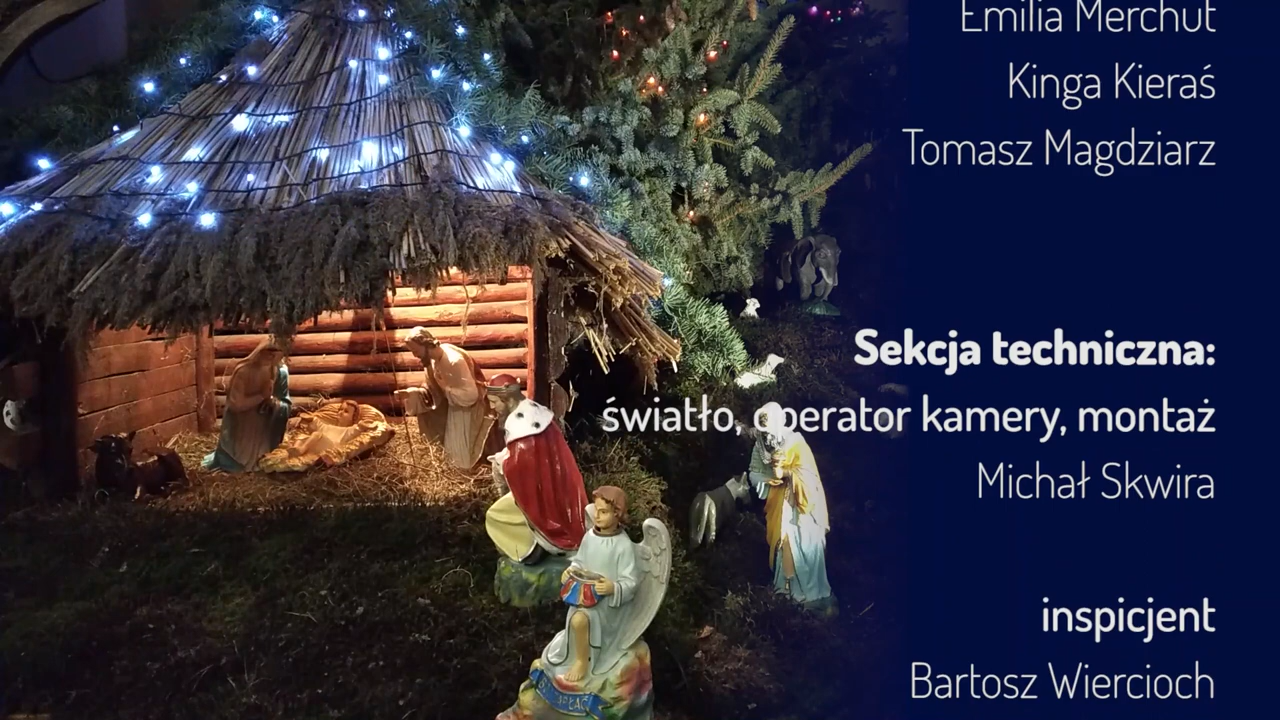 Emilia Merchut
Kinga Kieraś
Tomasz Magdziarz
Sekcja techniczna:
światło, operator kamery, montaż
Michał Skwira
inspicjent
Bartosz Wiercioch